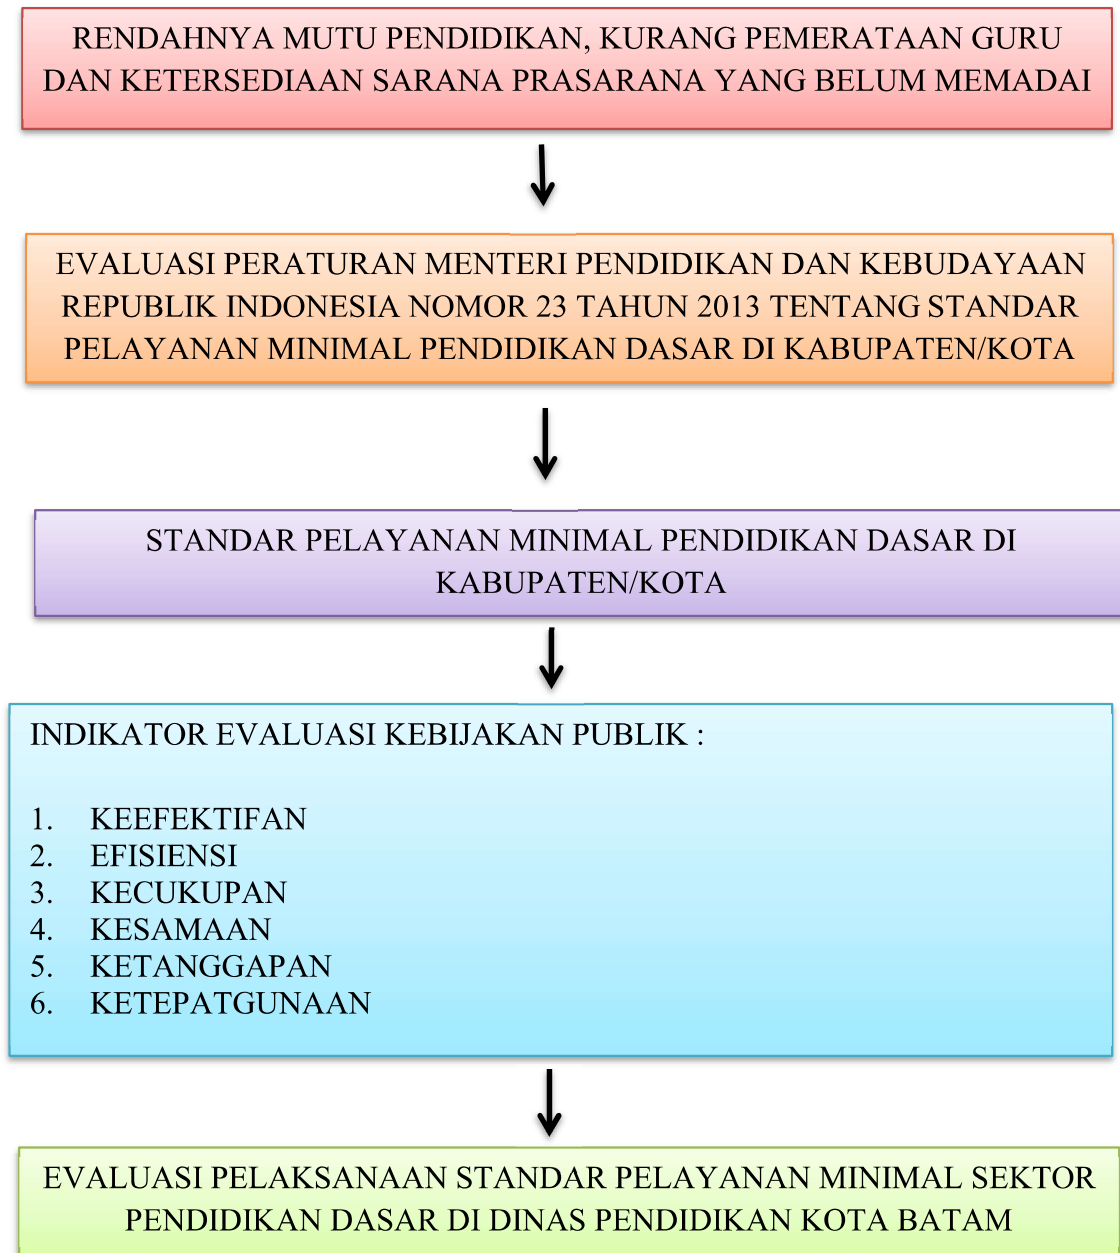 RENDAHNYA MUTU PENDIDIKAN, KURANG PEMERATAAN GURU
DAN KETERSEDIAAN SARANA PRASARANA YANG BELUM MEMADAI
EVALUASI PERATURAN MENTERI PENDIDIKAN DAN KEBUDAYAAN
REPUBLIK INDONESIA NOMOR 23 TAHUN 2013 TENTANG STANDAR
PELAYANAN MINIMAL PENDIDIKAN DASAR DI KABUPATEN/KOTA
STANDAR PELAYANAN MINIMAL PENDIDIKAN DASAR DI
KABUPATEN/KOTA
INDIKATOR EVALUASI KEBIJAKAN PUBLIK :
1. KEEFEKTIFAN
2. EFISIENSI
3. KECUKUPAN
4. KESAMAAN
5. KETANGGAPAN
6. KETEPATGUNAAN
EVALUASI PELAKSANAAN STANDAR PELAYANAN MINIMAL SEKTOR
PENDIDIKAN DASAR DI DINAS PENDIDIKAN KOTA BATAM